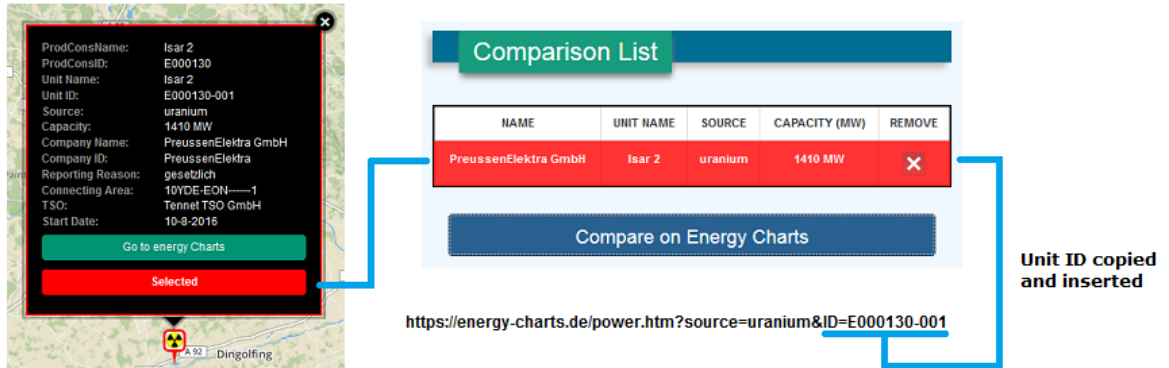 ProdConsName: Isar 2
ProdConsID: E000130
Unit Name: Isar 2
Unit ID: E000130-001
Source: uranium
Capacity: 1410 MW
Company Name: PreussenElektra GmbH
Company ID: PreussenElektra
Reporting Reason: gesetzlich
Connecting Area: 10YDE-EON------1
TSO: Tennet TSO GmbH
Start Date: 10-8-2016
Go to energy Charts
Selected
A 92
Dingolfing
Comparison List
NAME UNIT NAME SOURCE CAPACITY (MW) REMOVE
PreussenElektra GmbH Isar 2 uranium 1410 MW
Compare on Energy Charts
https://energy-charts.de/power.htm?source=uranium&ID=E000130-001
Unit ID copied
and inserted